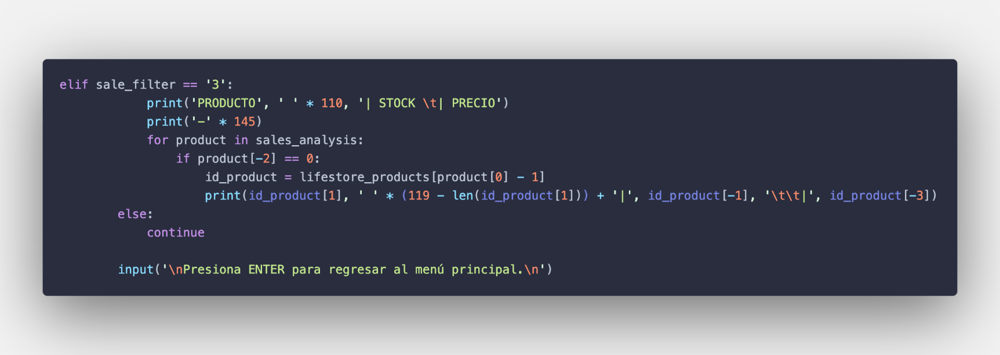 elif sale_filter == '3':
            print('PRODUCTO', ' ' * 110, '| STOCK \t| PRECIO')
            print('-' * 145)
            for product in sales_analysis:
                if product[-2] == 0:
                    id_product = lifestore_products[product[0] - 1]
                    print(id_product[1], ' ' * (119 - len(id_product[1])) + '|', id_product[-1], '\t\t|', id_product[-3])
        else:
            continue

        input('\nPresiona ENTER para regresar al menú principal.\n')